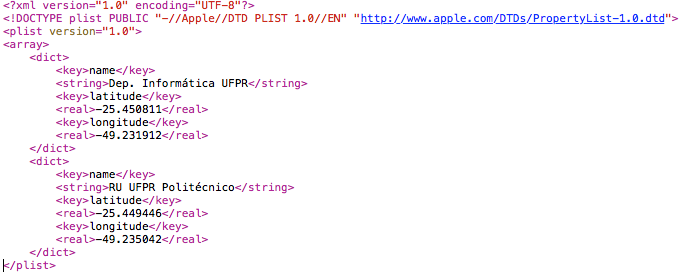 <?xml version="1.0" encoding="UTF-8"?>
<!DOCTYPE plist PUBLIC "-//Apple//DTD PLIST 1.0//EN" "http://www.apple.com/DTDs/PropertyList-1.0.dtd">
<plist version="1.0">
<array>
    <dict>
        <key>name</key>
        <string>Dep. Informática UFPR</string>
        <key>latitude</key>
        <real>-25.450811</real>
        <key>longitude</key>
        <real>-49.231912</real>
    </dict>
    <dict>
        <key>name</key>
        <string>RU UFPR Politécnico</string>
        <key>latitude</key>
        <real>-25.449446</real>
        <key>longitude</key>
        <real>-49.235042</real>
    </dict>
</plist>